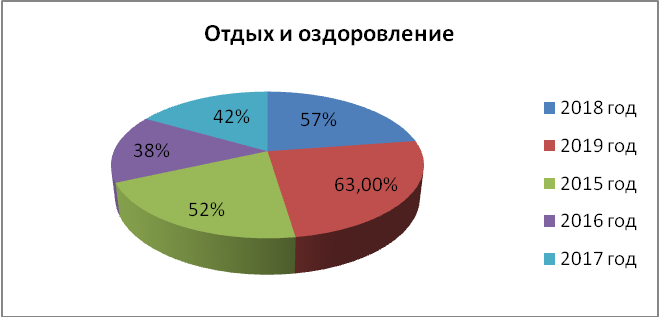 Отдых и оздоровление
42%
57%
38%
63,00%
52%
2018 год
2019 год
2015 год
2016 год
2017 год